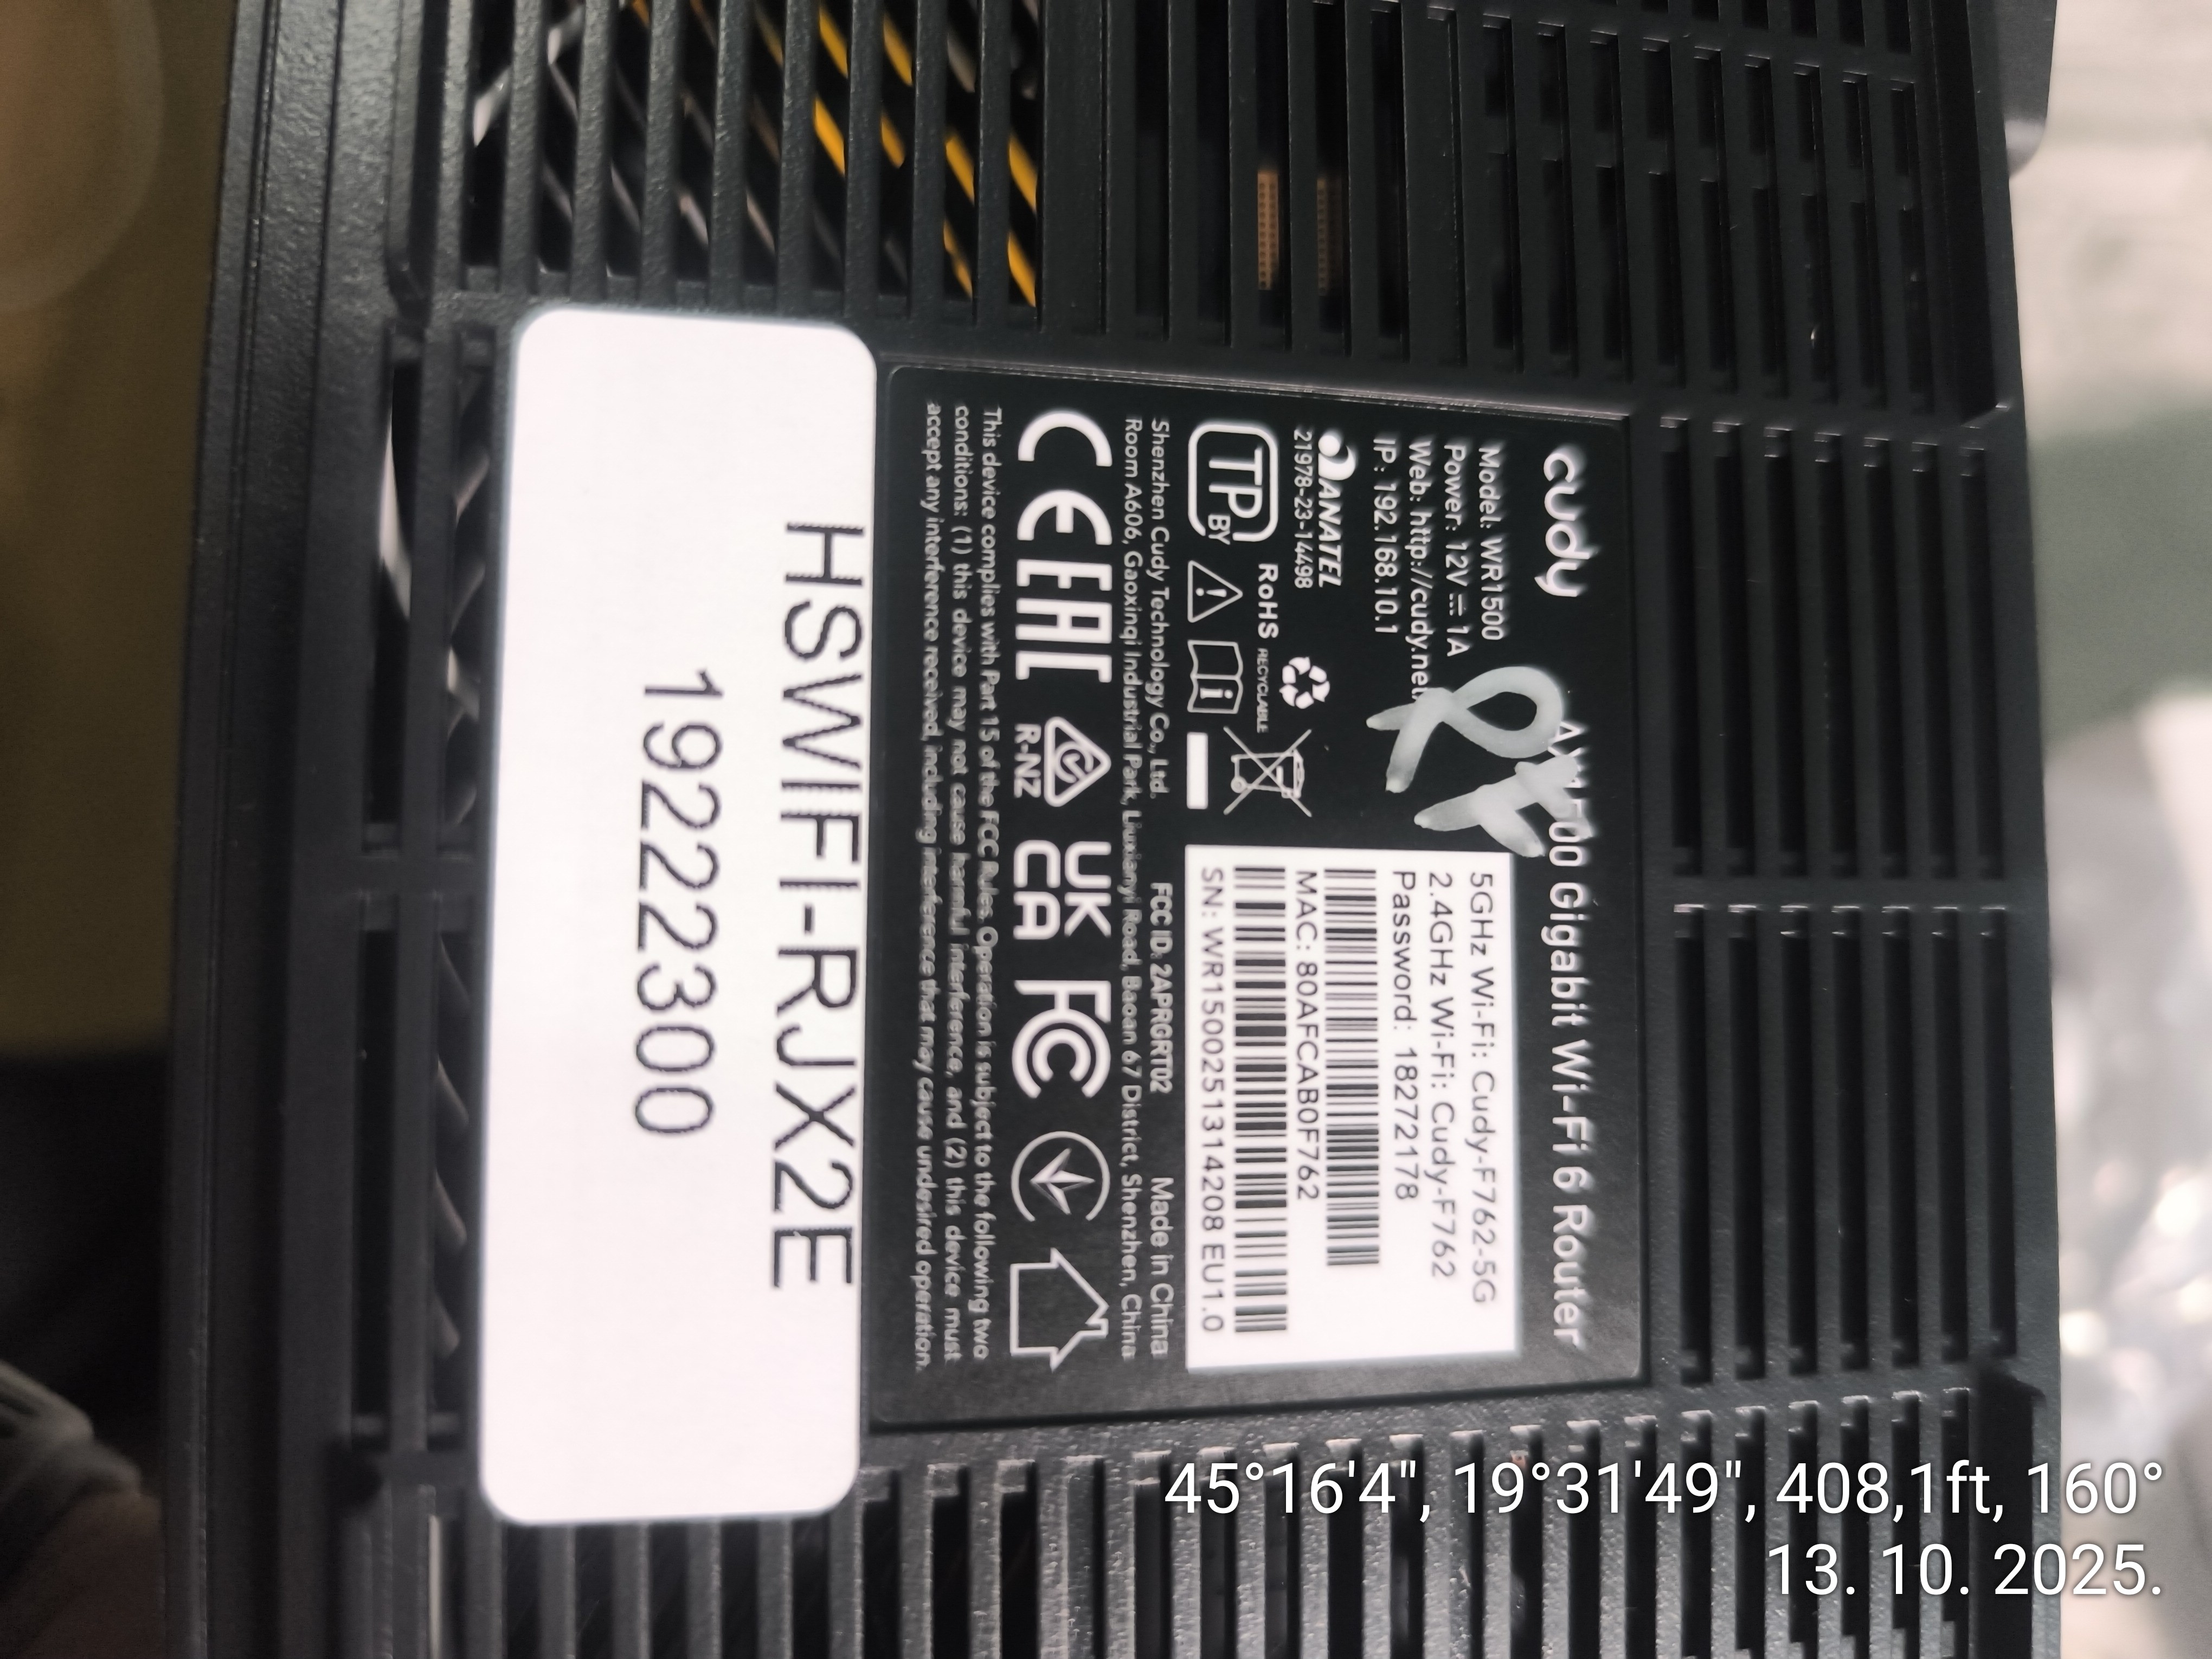 cudy
AX1500 Gigabit Wi-Fi 6 Router
Model: WR1500
Power: 12V ⎓ 1A
Web: http://cudy.net
IP: 192.168.10.1
5GHz Wi-Fi: Cudy-F762-5G
2.4GHz Wi-Fi: Cudy-F762
Password: 18272178
MAC: 80AFCAB0F762
SN: WR1500251314208 EU1.0
ANATEL
21978-23-14498
RoHS
RECYCLABLE
TP
BY
Shenzhen Cudy Technology Co., Ltd.
FCC ID: 2APRGRT02
Made in China
Room A606, Gaoxinqi Industrial Park, Liuxianyi Road, Baoan 67 District, Shenzhen, China
CE EAC
R-NZ
UK
CA
FC
This device complies with Part 15 of the FCC Rules. Operation is subject to the following two
conditions: (1) this device may not cause harmful interference, and (2) this device must
accept any interference received, including interference that may cause undesired operation.
HSWIFI-RJX2E
19222300
45°16'4", 19°31'49", 408,1ft, 160°
13. 10. 2025.